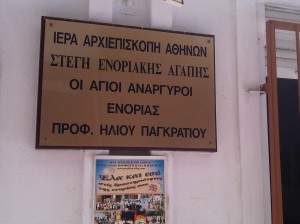 ΙΕΡΑ ΑΡΧΙΕΠΙΣΚΟΠΗ ΑΘΗΝΩΝ
ΣΤΕΓΗ ΕΝΟΡΙΑΚΗΣ ΑΓΑΠΗΣ
ΟΙ ΑΓΙΟΙ ΑΝΑΡΓΥΡΟΙ
ΕΝΟΡΙΑΣ
ΠΡΟΦ. ΗΛΙΟΥ ΠΑΓΚΡΑΤΙΟΥ
Έλα και εσύ